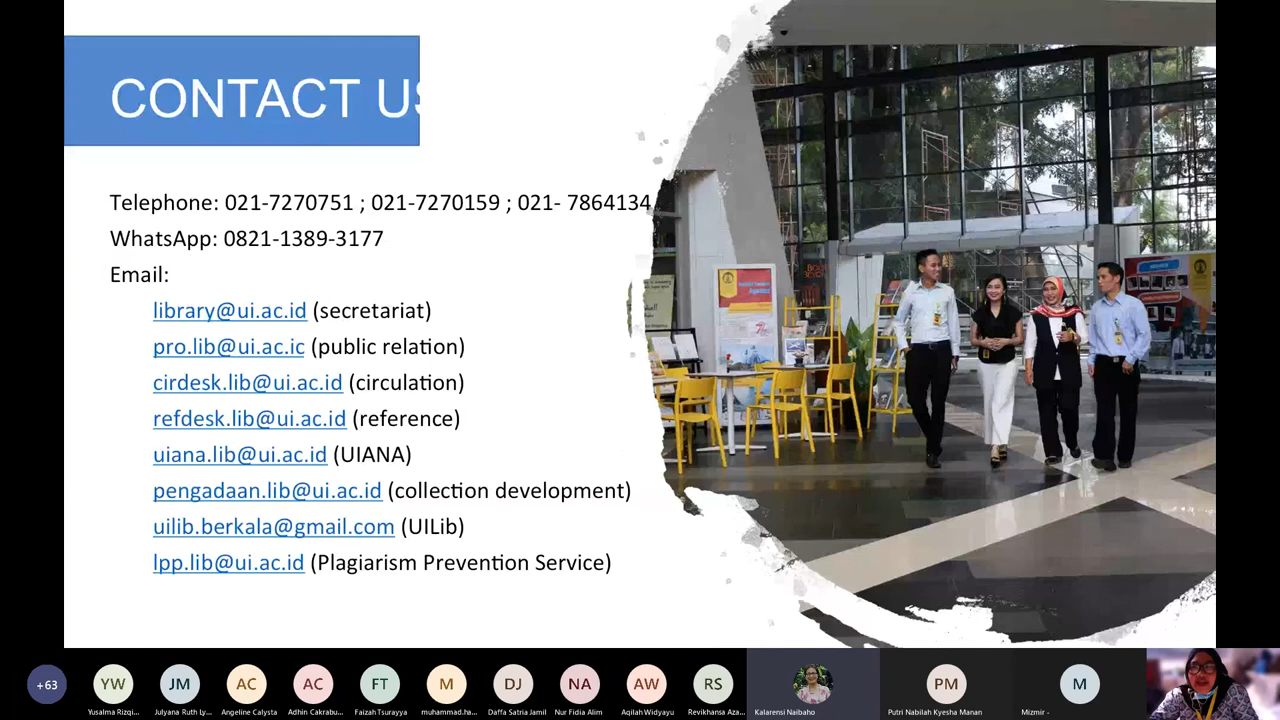 CONTACT US
Telephone: 021-7270751 ; 021-7270159 ; 021- 7864134
WhatsApp: 0821-1389-3177
Email:
library@ui.ac.id (secretariat)
pro.lib@ui.ac.ic (public relation)
cirdesk.lib@ui.ac.id (circulation)
refdesk.lib@ui.ac.id (reference)
uiana.lib@ui.ac.id (UIANA)
pengadaan.lib@ui.ac.id (collection development)
uilib.berkala@gmail.com (UILib)
lpp.lib@ui.ac.id (Plagiarism Prevention Service)
+63
YW
JM
AC
AC
FT
M
DJ
NA
AW
RS
PM
M
Yusalma Rizqi...
Julyana Ruth Ly...
Angeline Calysta
Adhin Cakrabu...
Faizah Tsurayya
muhammad.ha...
Daffa Satria Jamil
Nur Fidia Alim
Aqilah Widyayu
Revikhansa Aza...
Kalarensi Naibaho
Putri Nabilah Kyesha Manan
Mizmir -